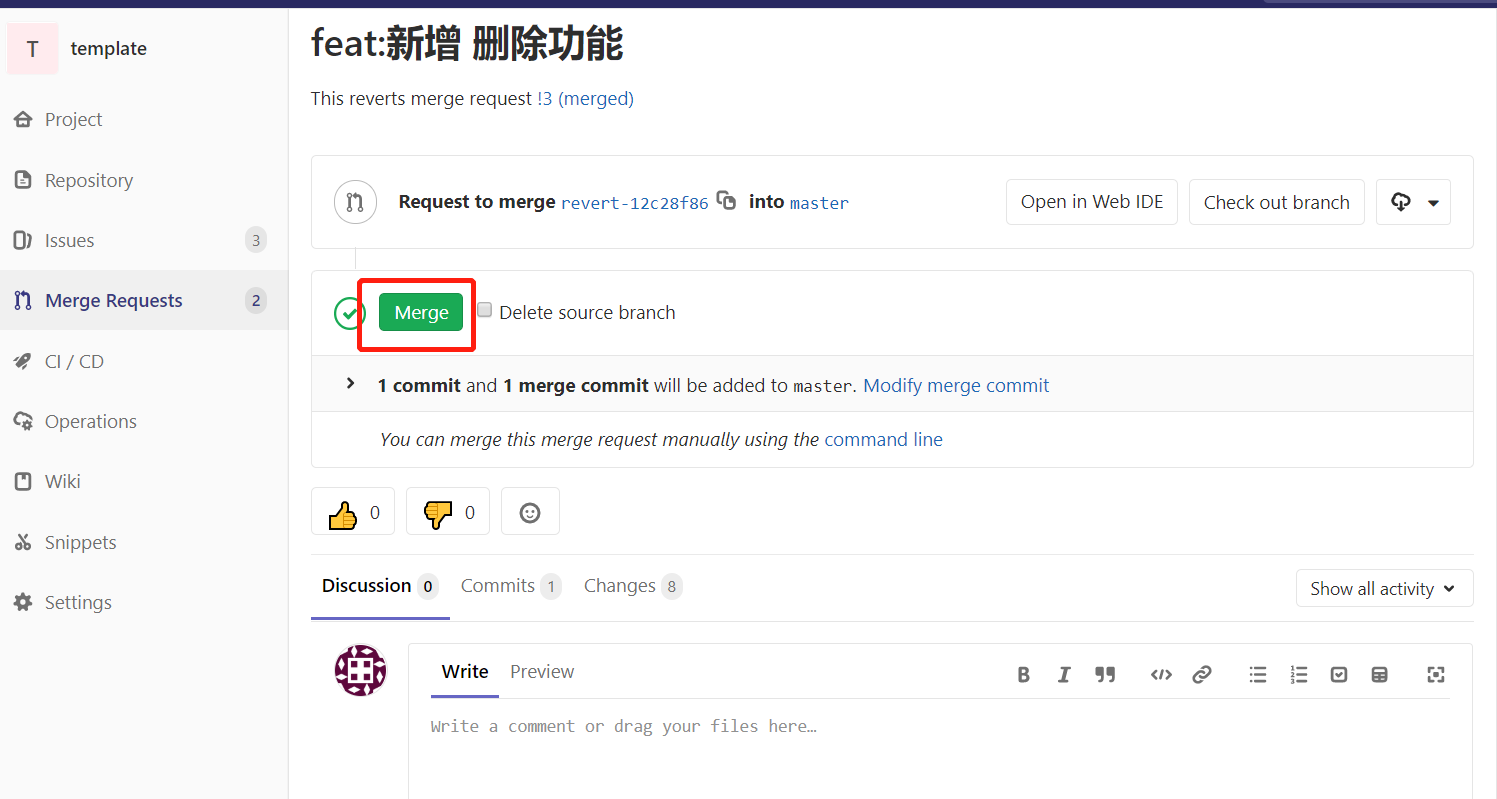 T template
feat:新增 删除功能
This reverts merge request !3 (merged)
Project
Repository
Issues 3
Merge Requests 2
CI / CD
Operations
Wiki
Snippets
Settings
Request to merge revert-12c28f86 into master
Open in Web IDE Check out branch
Merge Delete source branch
1 commit and 1 merge commit will be added to master. Modify merge commit
You can merge this merge request manually using the command line
0 0
Discussion 0 Commits 1 Changes 8
Show all activity
Write Preview
Write a comment or drag your files here…